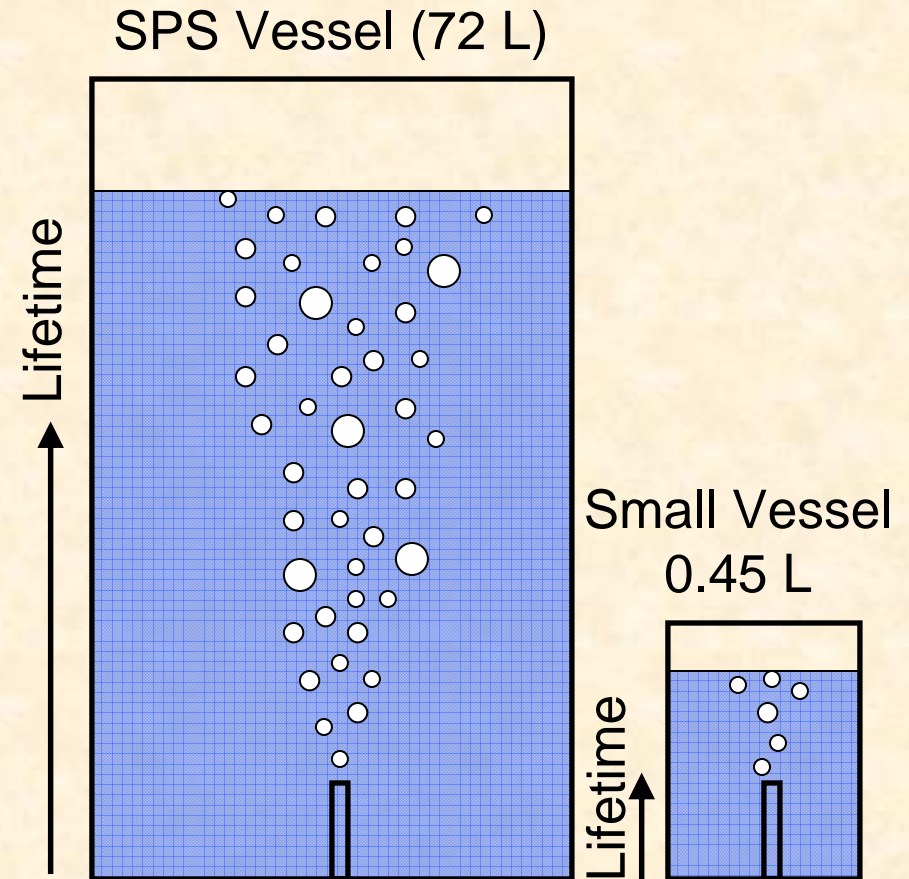 SPS Vessel (72 L)
Lifetime
Small Vessel
0.45 L
Lifetime